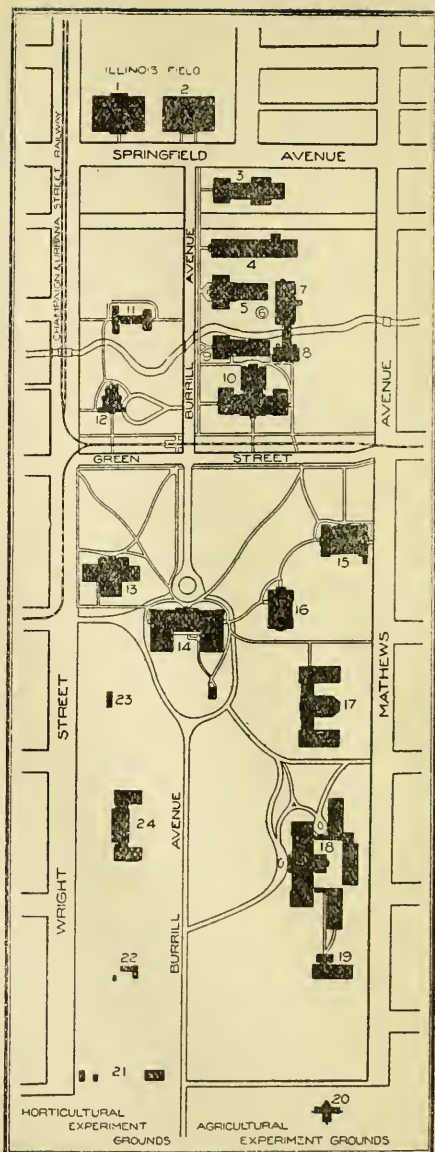 ILLINOIS FIELD
1 2
SPRINGFIELD AVENUE
CHAMPAIGN & URBANA STREET RAILWAY
3
BURRILL AVENUE
4
7
5 6
11
9 8
10
12
MATHEWS AVENUE
GREEN STREET
15
13
16
14
23
17
WRIGHT STREET
24
BURRILL AVENUE
18
22
19
21
20
HORTICULTURAL
EXPERIMENT
GROUNDS
AGRICULTURAL
EXPERIMENT GROUNDS